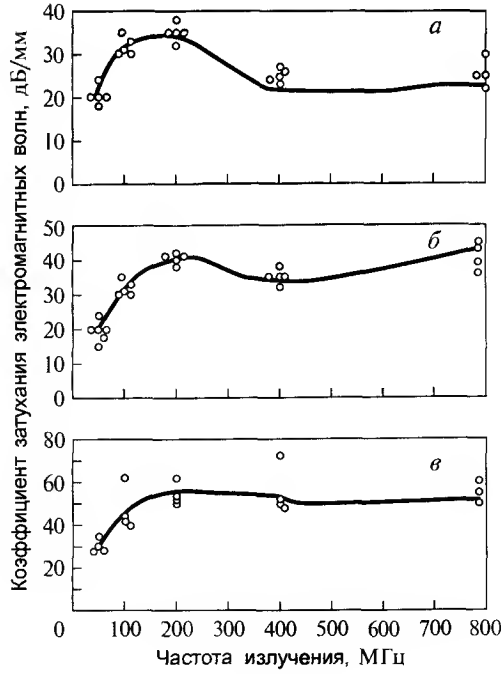 Коэффициент затухания электромагнитных волн, дБ/мм
40
а
30
20
10
0
50
б
40
30
20
10
0
80
в
60
40
20
0 100 200 300 400 500 600 700 800
Частота излучения, МГц